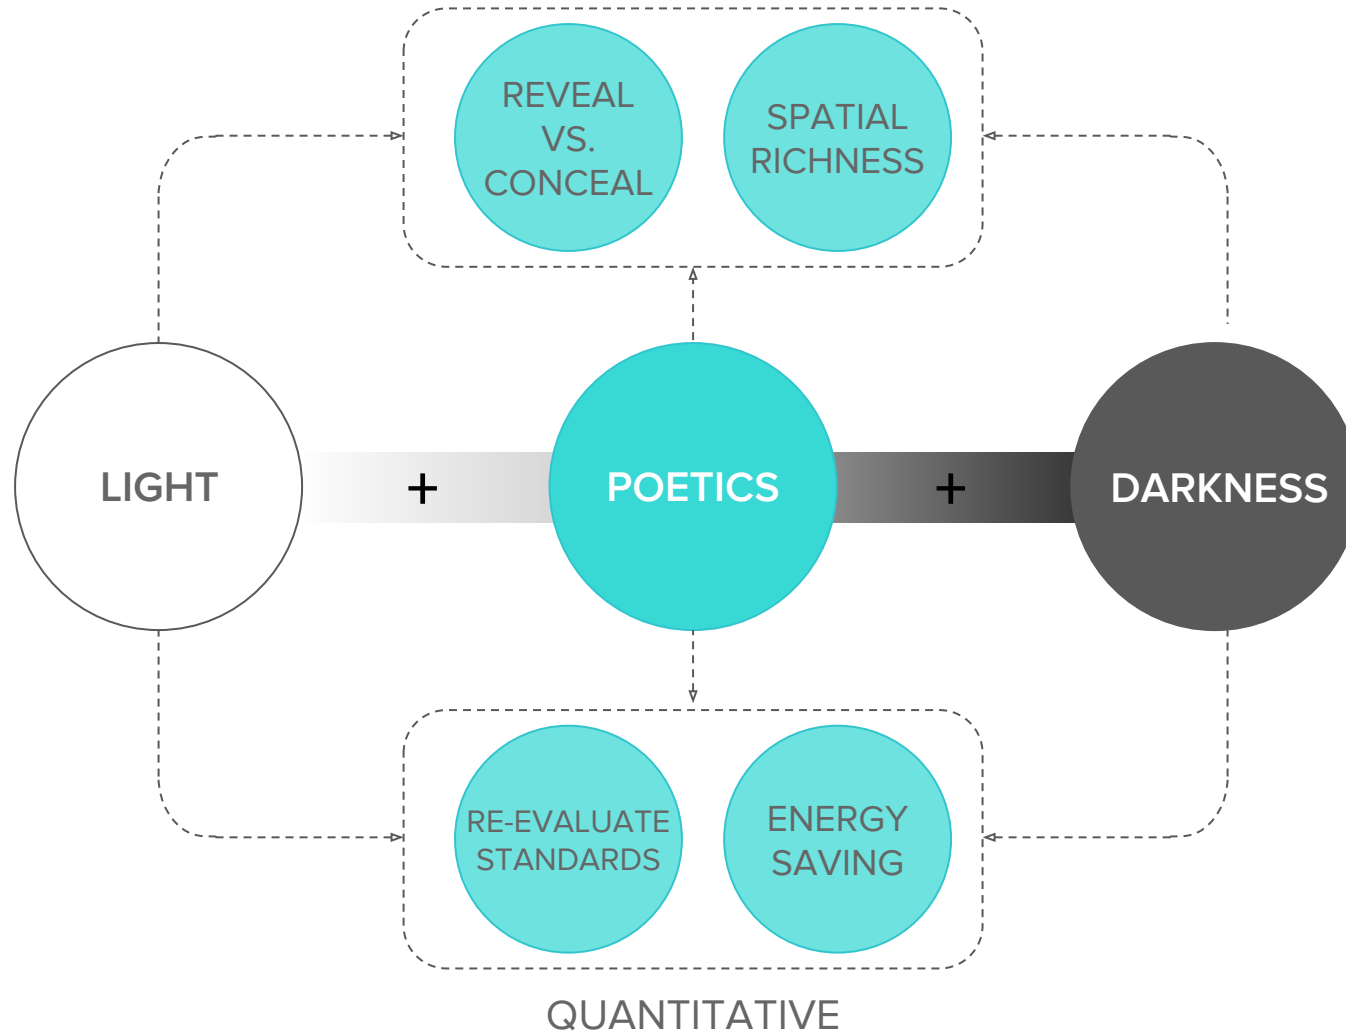 REVEAL
VS.
CONCEAL
SPATIAL
RICHNESS
LIGHT
+
POETICS
+
DARKNESS
RE-EVALUATE
STANDARDS
ENERGY
SAVING
QUANTITATIVE